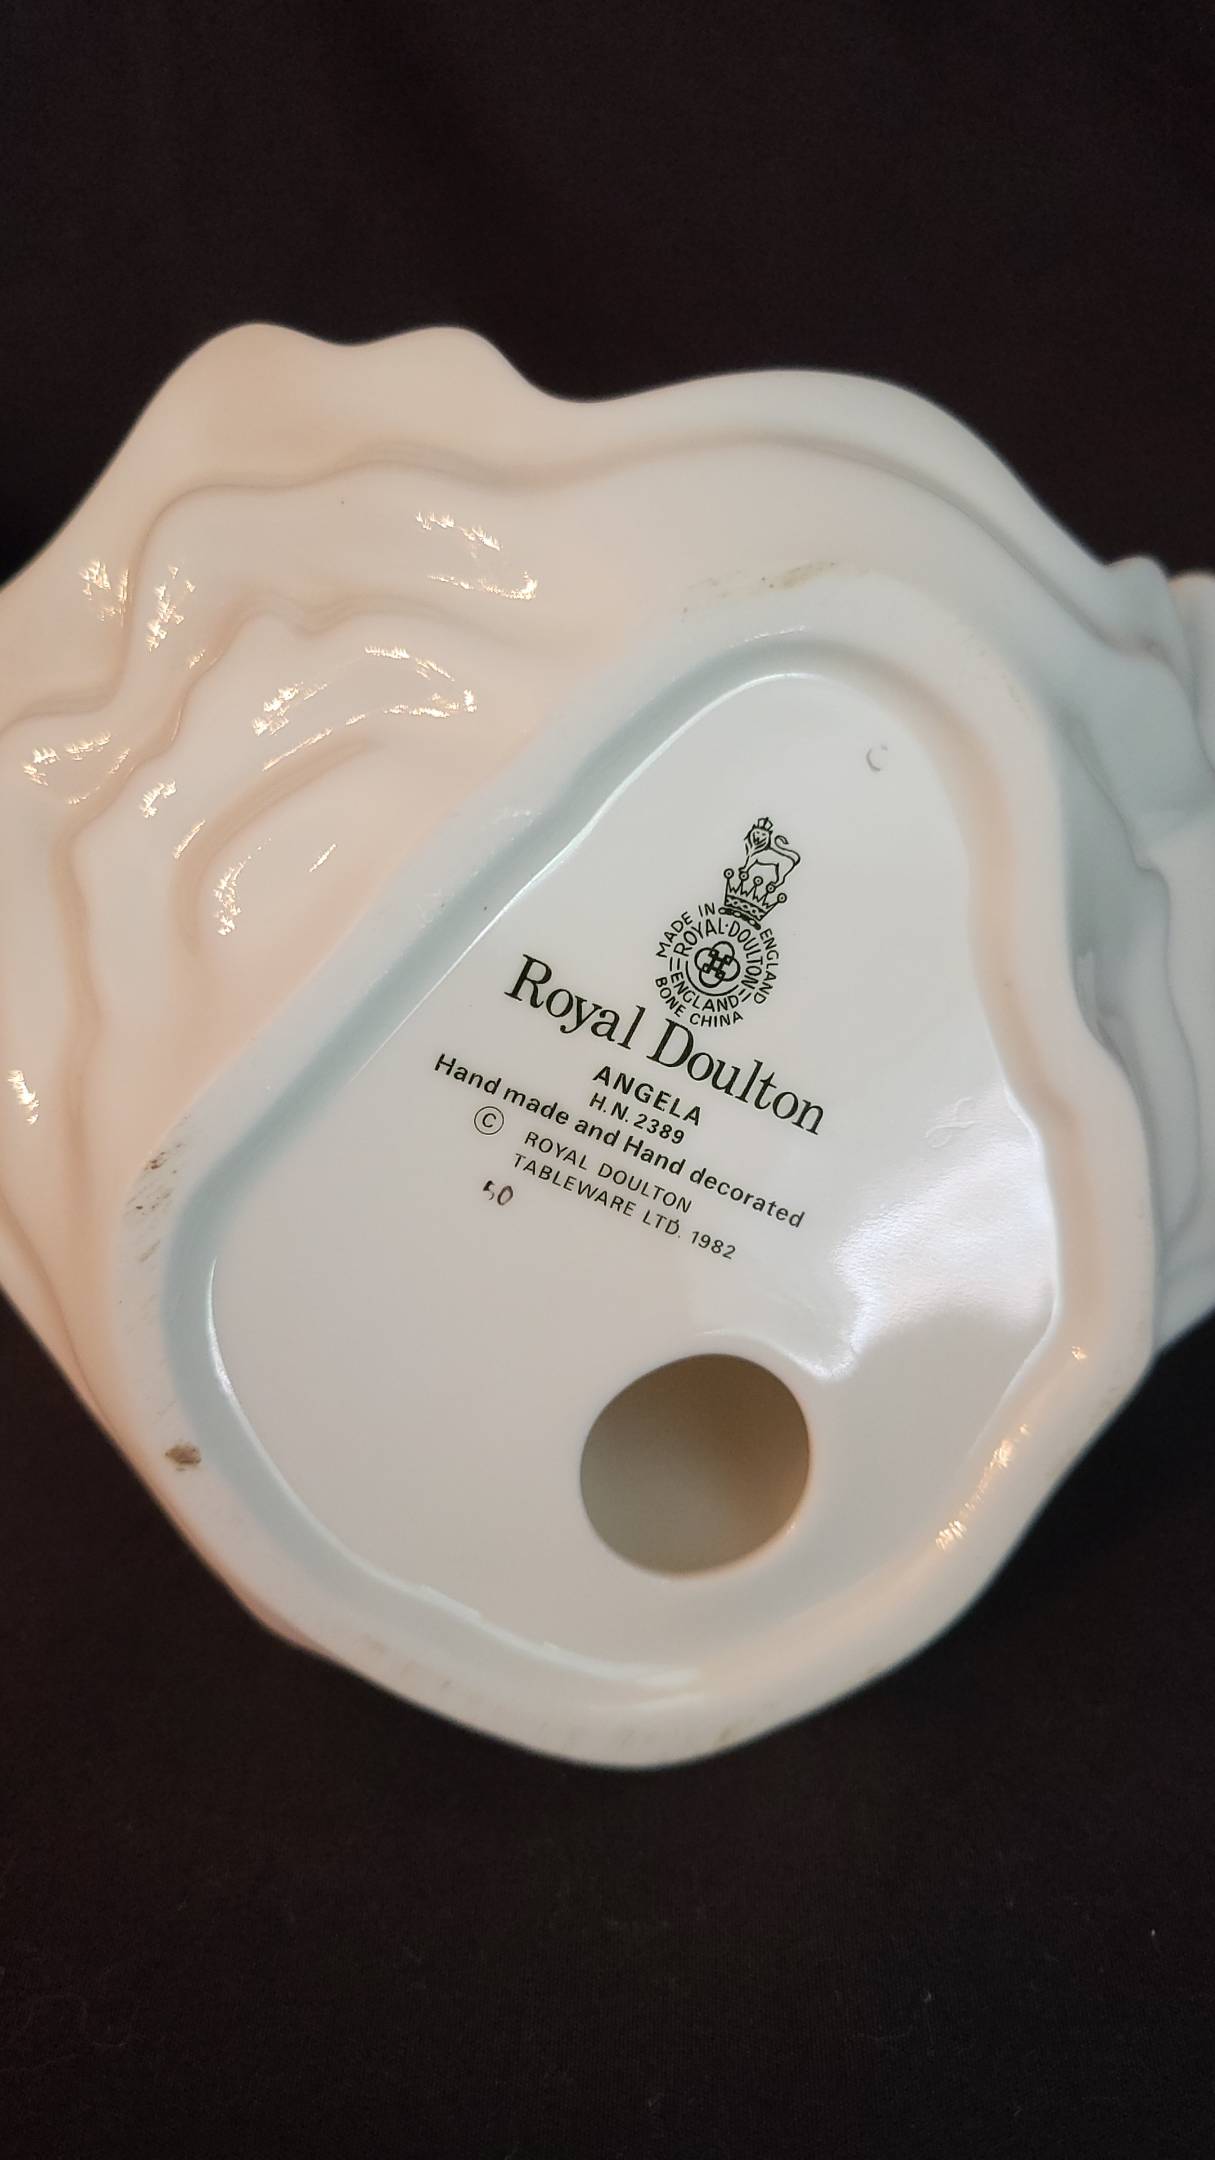 MADE IN ENGLAND
ROYAL·DOULTON
ENGLAND
BONE CHINA
Royal Doulton
ANGELA
H.N. 2389
Hand made and Hand decorated
© ROYAL DOULTON
TABLEWARE LTD. 1982
50
C